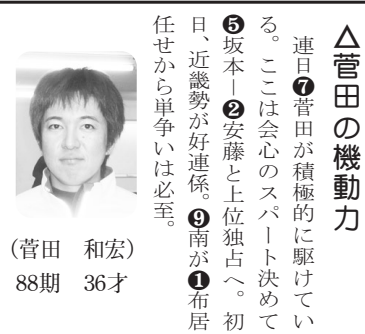 △菅田の機動力
連日❼菅田が積極的に駆けてい
る。ここは会心のスパート決めて
❺坂本―❷安藤と上位独占へ。初
日、近畿勢が好連係。❾南が❶布居
任せから単争いは必至。
(菅田 和宏)
88期 36才